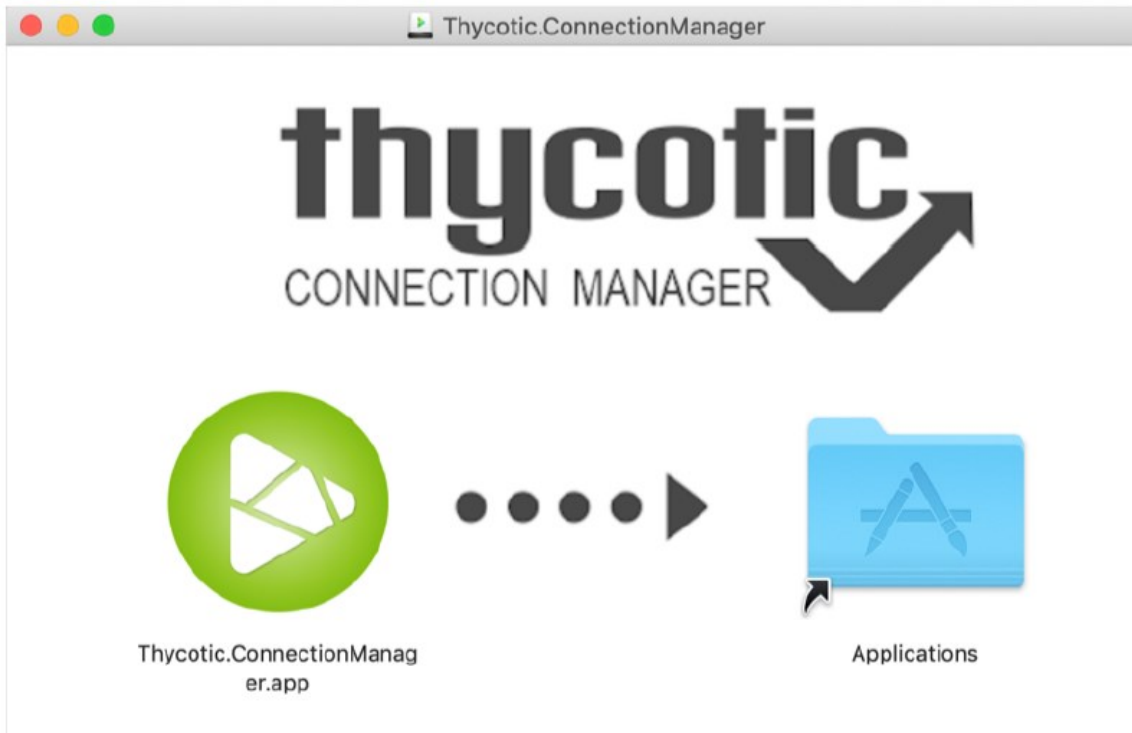 Thycotic.ConnectionManager
thycotic
CONNECTION MANAGER
Thycotic.ConnectionManag
er.app
Applications